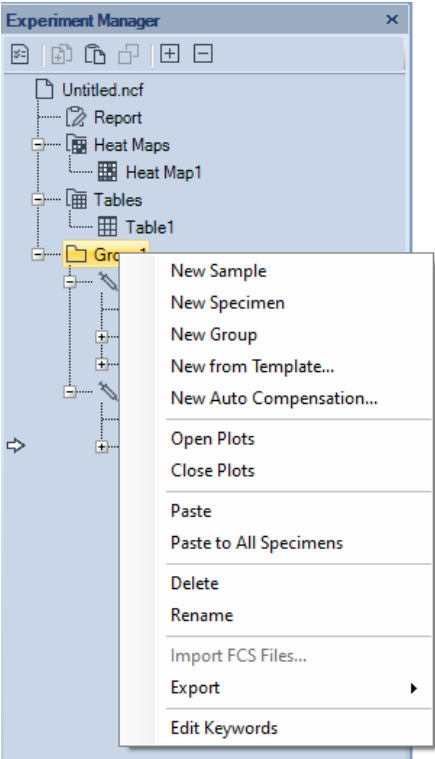 Experiment Manager
Untitled.ncf
Report
Heat Maps
Heat Map1
Tables
Table1
New Sample
New Specimen
New Group
New from Template...
New Auto Compensation...
Open Plots
Close Plots
Paste
Paste to All Specimens
Delete
Rename
Import FCS Files...
Export
Edit Keywords